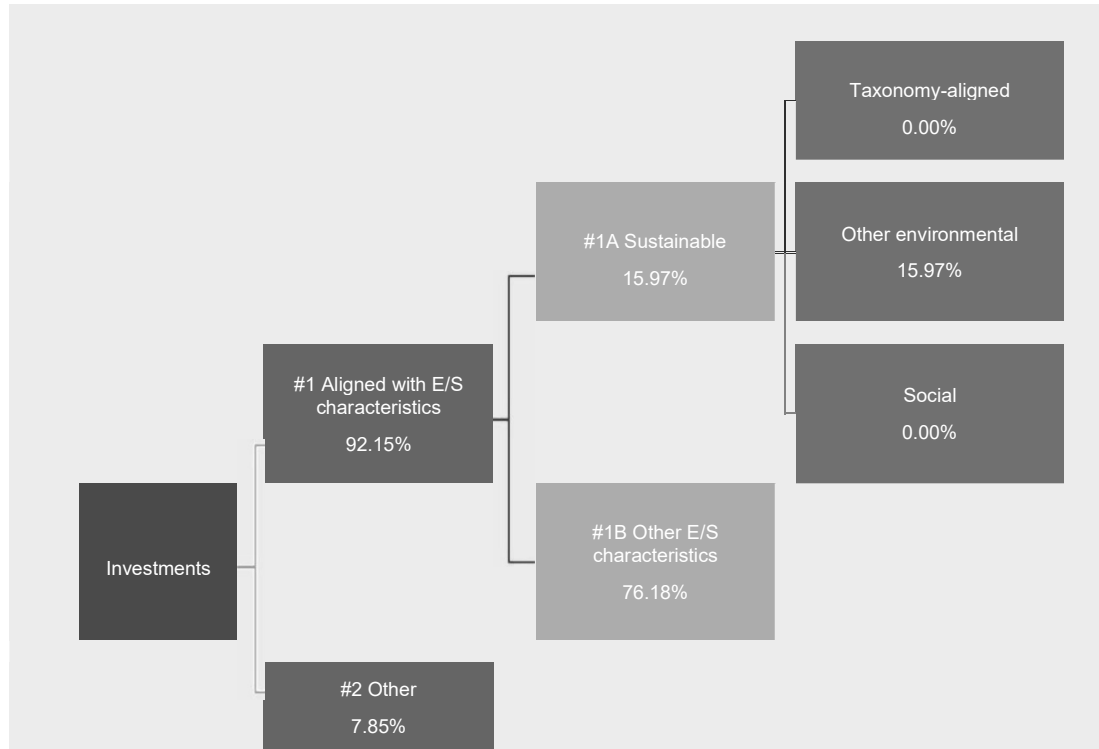 Taxonomy-aligned
0.00%
#1A Sustainable
15.97%
Other environmental
15.97%
#1 Aligned with E/S
characteristics
92.15%
Social
0.00%
Investments
#1B Other E/S
characteristics
76.18%
#2 Other
7.85%